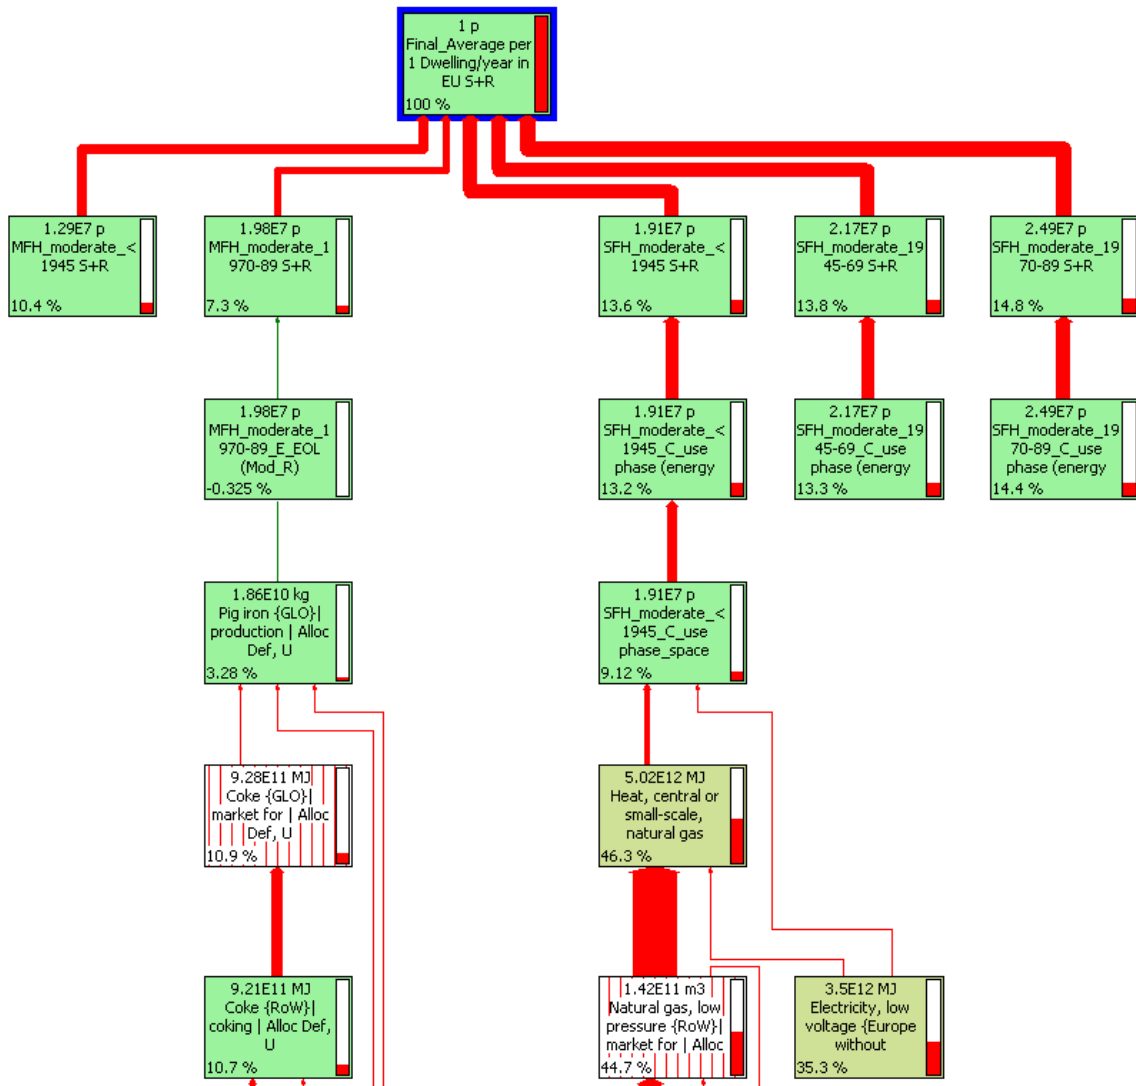 1 p
Final_Average per
1 Dwelling/year in
EU S+R
100 %
1.29E7 p
MFH_moderate_<
1945 S+R
10.4 %
1.98E7 p
MFH_moderate_1
970-89 S+R
7.3 %
1.91E7 p
SFH_moderate_<
1945 S+R
13.6 %
2.17E7 p
SFH_moderate_19
45-69 S+R
13.8 %
2.49E7 p
SFH_moderate_19
70-89 S+R
14.8 %
1.98E7 p
MFH_moderate_1
970-89_E_EOL
(Mod_R)
-0.325 %
1.91E7 p
SFH_moderate_<
1945_C_use
phase (energy
13.2 %
2.17E7 p
SFH_moderate_19
45-69_C_use
phase (energy
13.3 %
2.49E7 p
SFH_moderate_19
70-89_C_use
phase (energy
14.4 %
1.86E10 kg
Pig iron {GLO}|
production | Alloc
Def, U
3.28 %
1.91E7 p
SFH_moderate_<
1945_C_use
phase_space
9.12 %
9.28E11 MJ
Coke {GLO}|
market for | Alloc
Def, U
10.9 %
5.02E12 MJ
Heat, central or
small-scale,
natural gas
46.3 %
9.21E11 MJ
Coke {RoW}|
coking | Alloc Def,
U
10.7 %
1.42E11 m3
Natural gas, low
pressure {RoW}|
market for | Alloc
44.7 %
3.5E12 MJ
Electricity, low
voltage {Europe
without
35.3 %